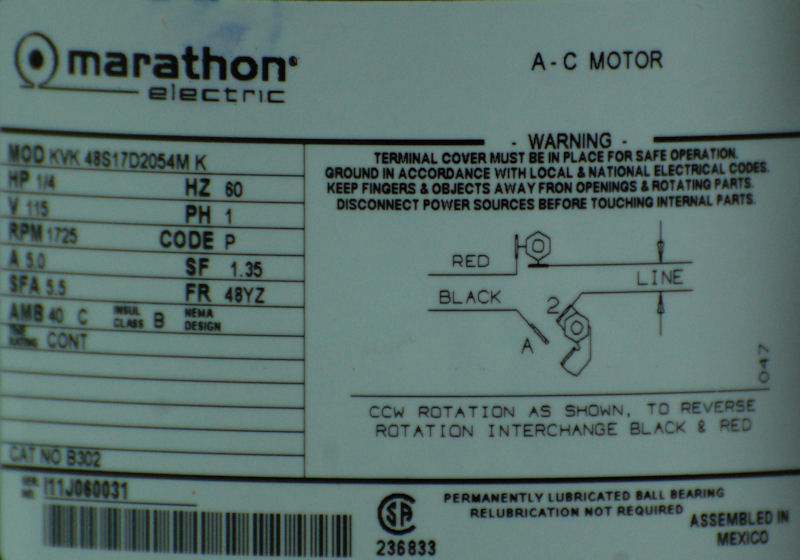 marathon
electric
A-C MOTOR
MOD KVK 48S17D2054M K
HP 1/4 HZ 60
V 115 PH 1
RPM 1725 CODE P
A 5.0 SF 1.35
SFA 5.5 FR 48YZ
AMB 40 C INSUL CLASS B NEMA DESIGN
TIME RATING CONT
CAT NO B302
SER. NO. I11J060031
- WARNING -
TERMINAL COVER MUST BE IN PLACE FOR SAFE OPERATION.
GROUND IN ACCORDANCE WITH LOCAL & NATIONAL ELECTRICAL CODES.
KEEP FINGERS & OBJECTS AWAY FRON OPENINGS & ROTATING PARTS.
DISCONNECT POWER SOURCES BEFORE TOUCHING INTERNAL PARTS.
RED
LINE
BLACK
2
A
047
CCW ROTATION AS SHOWN, TO REVERSE
ROTATION INTERCHANGE BLACK & RED
SA
236833
PERMANENTLY LUBRICATED BALL BEARING
RELUBRICATION NOT REQUIRED
ASSEMBLED IN
MEXICO